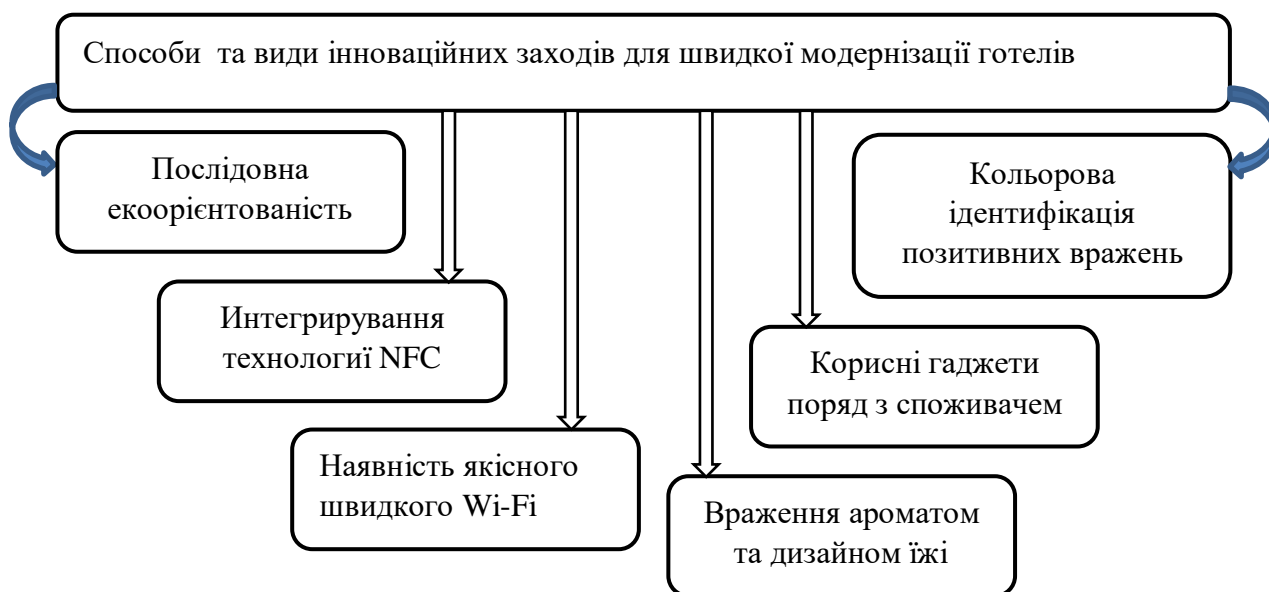 Способи та види інноваційних заходів для швидкої модернізації готелів
Послідовна
екоорієнтованість
Кольорова
ідентифікація
позитивних вражень
Интегрирування
технологиї NFC
Корисні гаджети
поряд з споживачем
Наявність якісного
швидкого Wi-Fi
Враження ароматом
та дизайном їжі